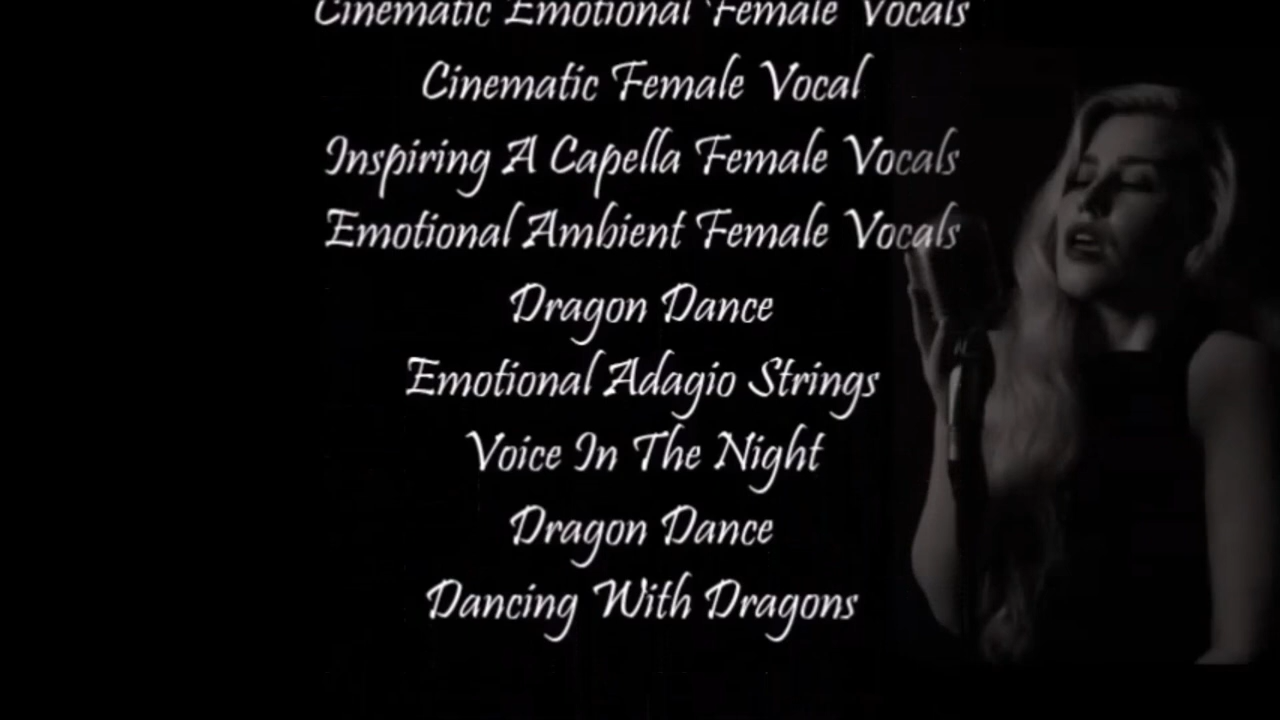 Cinematic Emotional Female Vocals
Cinematic Female Vocal
Inspiring A Capella Female Vocals
Emotional Ambient Female Vocals
Dragon Dance
Emotional Adagio Strings
Voice In The Night
Dragon Dance
Dancing With Dragons